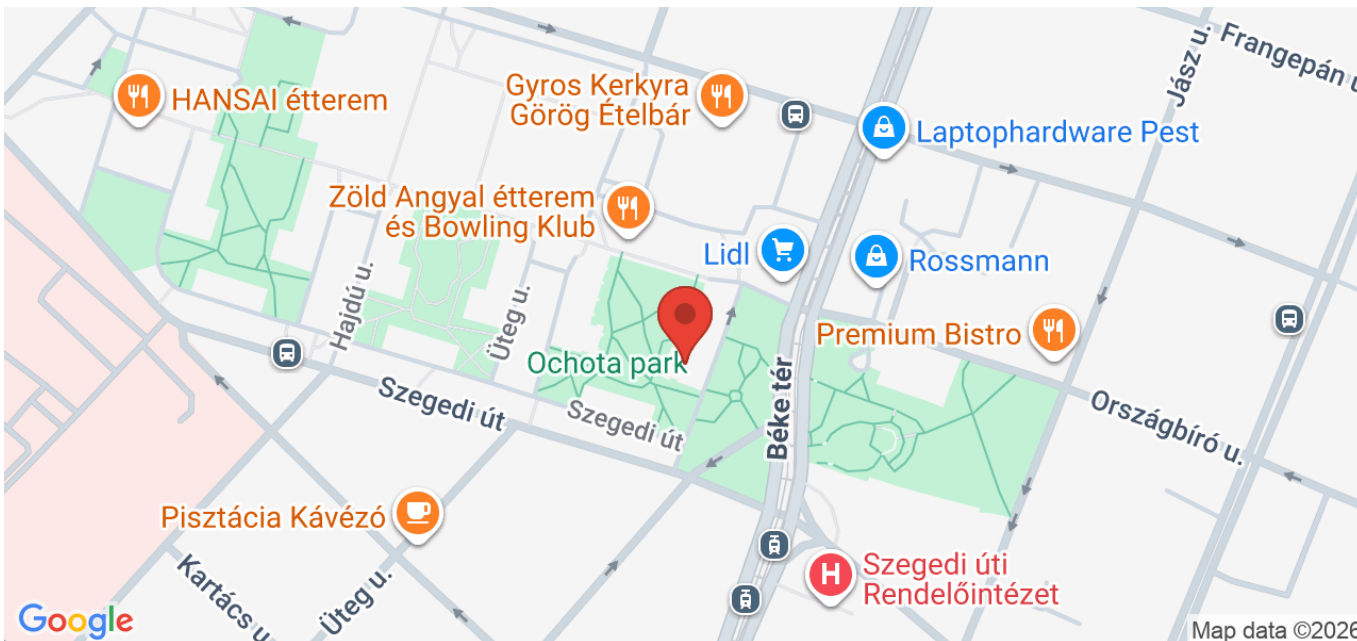 Frangepán u
Jász u.
HANSAI étterem
Gyros Kerkyra
Görög Ételbár
Laptophardware Pest
Zöld Angyal étterem
és Bowling Klub
Lidl
Rossmann
Hajdú u.
Üteg u.
Ochota park
Premium Bistro
Szegedi út
Szegedi út
Béke tér
Országbíró u.
Pisztácia Kávézó
Kartács u.
Üteg u.
H
Szegedi úti
Rendelőintézet
Google
Map data ©2026